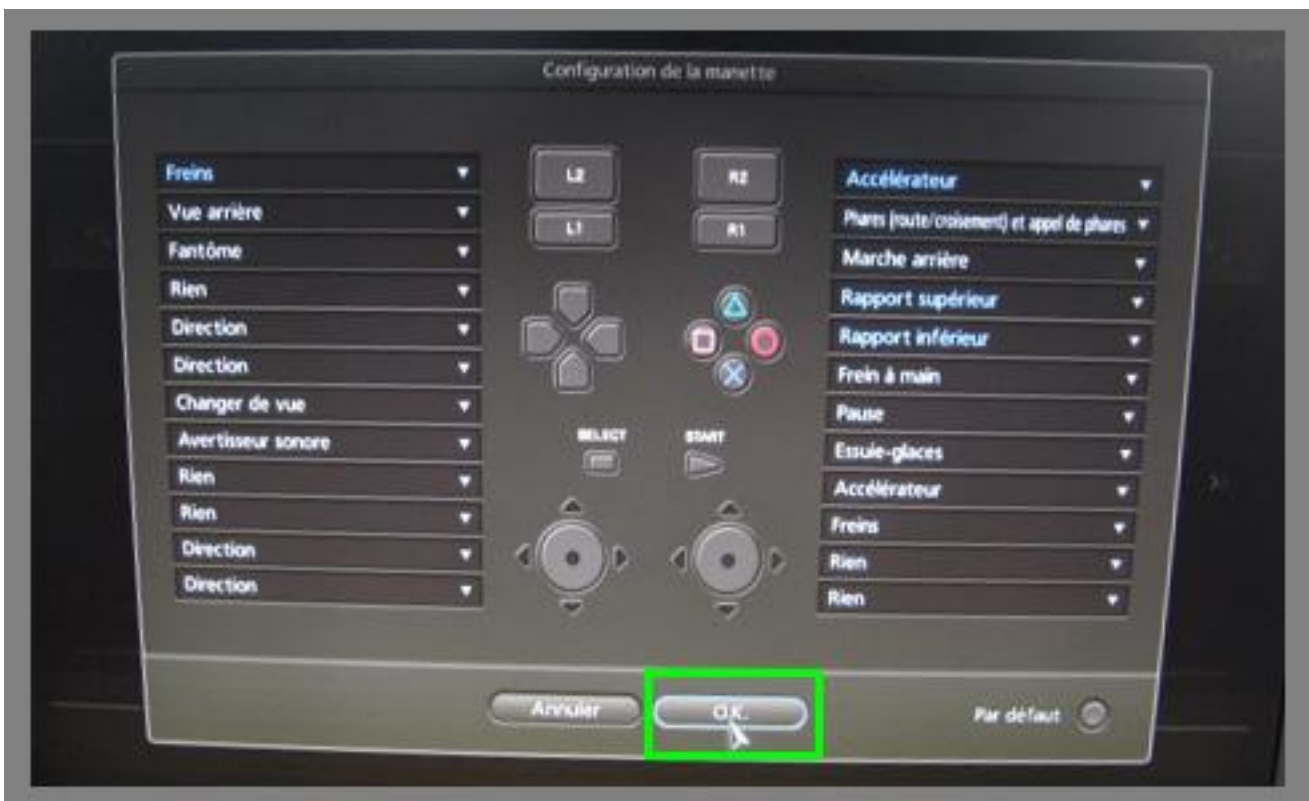 Configuration de la manette
Freins
Vue arrière
Fantôme
Rien
Direction
Direction
Changer de vue
Avertisseur sonore
Rien
Rien
Direction
Direction
L2
R2
L1
R1
SELECT
START
Accélérateur
Phares (route/croisement) et appel de phares
Marche arrière
Rapport supérieur
Rapport inférieur
Frein à main
Pause
Essuie-glaces
Accélérateur
Freins
Rien
Rien
Annuler
O.K.
Par défaut